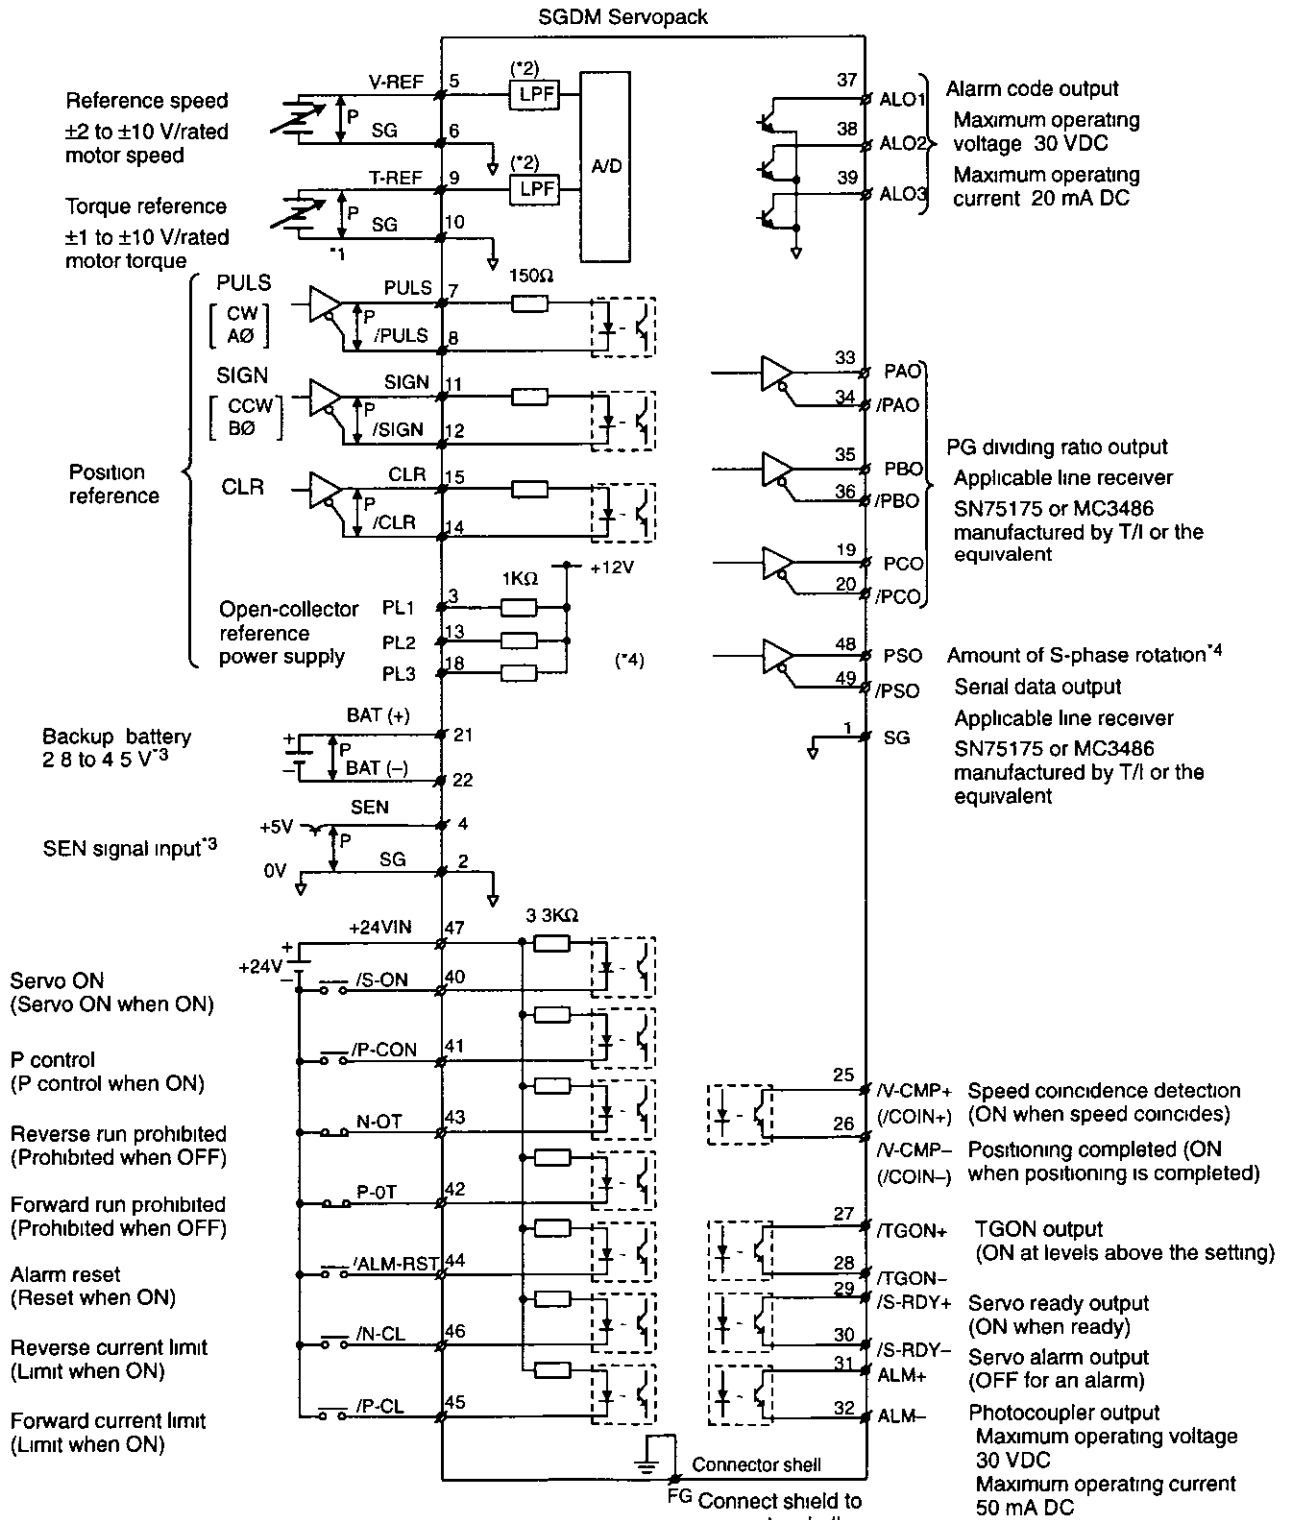 SGDM Servopack
Reference speed
±2 to ±10 V/rated
motor speed
V-REF 5
P
SG 6
(*2)
LPF
Torque reference
±1 to ±10 V/rated
motor torque
T-REF 9
P
SG 10
*1
(*2)
LPF
A/D
Position
reference
PULS
CW
AØ
PULS 7
P
/PULS 8
150Ω
SIGN
CCW
BØ
SIGN 11
P
/SIGN 12
CLR
CLR 15
P
/CLR 14
Open-collector
reference
power supply
PL1 3
PL2 13
PL3 18
1KΩ
+12V
(*4)
Backup battery
2 8 to 4 5 V*3
+
−
BAT (+) 21
P
BAT (−) 22
SEN signal input*3
+5V
0V
SEN 4
P
SG 2
+24VIN 47
3 3KΩ
+
+24V
−
Servo ON
(Servo ON when ON)
/S-ON 40
P control
(P control when ON)
/P-CON 41
Reverse run prohibited
(Prohibited when OFF)
N-OT 43
Forward run prohibited
(Prohibited when OFF)
P-0T 42
Alarm reset
(Reset when ON)
/ALM-RST 44
Reverse current limit
(Limit when ON)
/N-CL 46
Forward current limit
(Limit when ON)
/P-CL 45
37 ALO1
38 ALO2
39 ALO3
Alarm code output
Maximum operating
voltage 30 VDC
Maximum operating
current 20 mA DC
33 PAO
34 /PAO
35 PBO
36 /PBO
19 PCO
20 /PCO
PG dividing ratio output
Applicable line receiver
SN75175 or MC3486
manufactured by T/I or the
equivalent
48 PSO
49 /PSO
1 SG
Amount of S-phase rotation*4
Serial data output
Applicable line receiver
SN75175 or MC3486
manufactured by T/I or the
equivalent
25 /V-CMP+
(/COIN+)
26 /V-CMP−
(/COIN−)
Speed coincidence detection
(ON when speed coincides)
Positioning completed (ON
when positioning is completed)
27 /TGON+
28 /TGON−
TGON output
(ON at levels above the setting)
29 /S-RDY+
30 /S-RDY−
Servo ready output
(ON when ready)
31 ALM+
32 ALM−
Servo alarm output
(OFF for an alarm)
Photocoupler output
Maximum operating voltage
30 VDC
Maximum operating current
50 mA DC
Connector shell
FG
Connect shield to